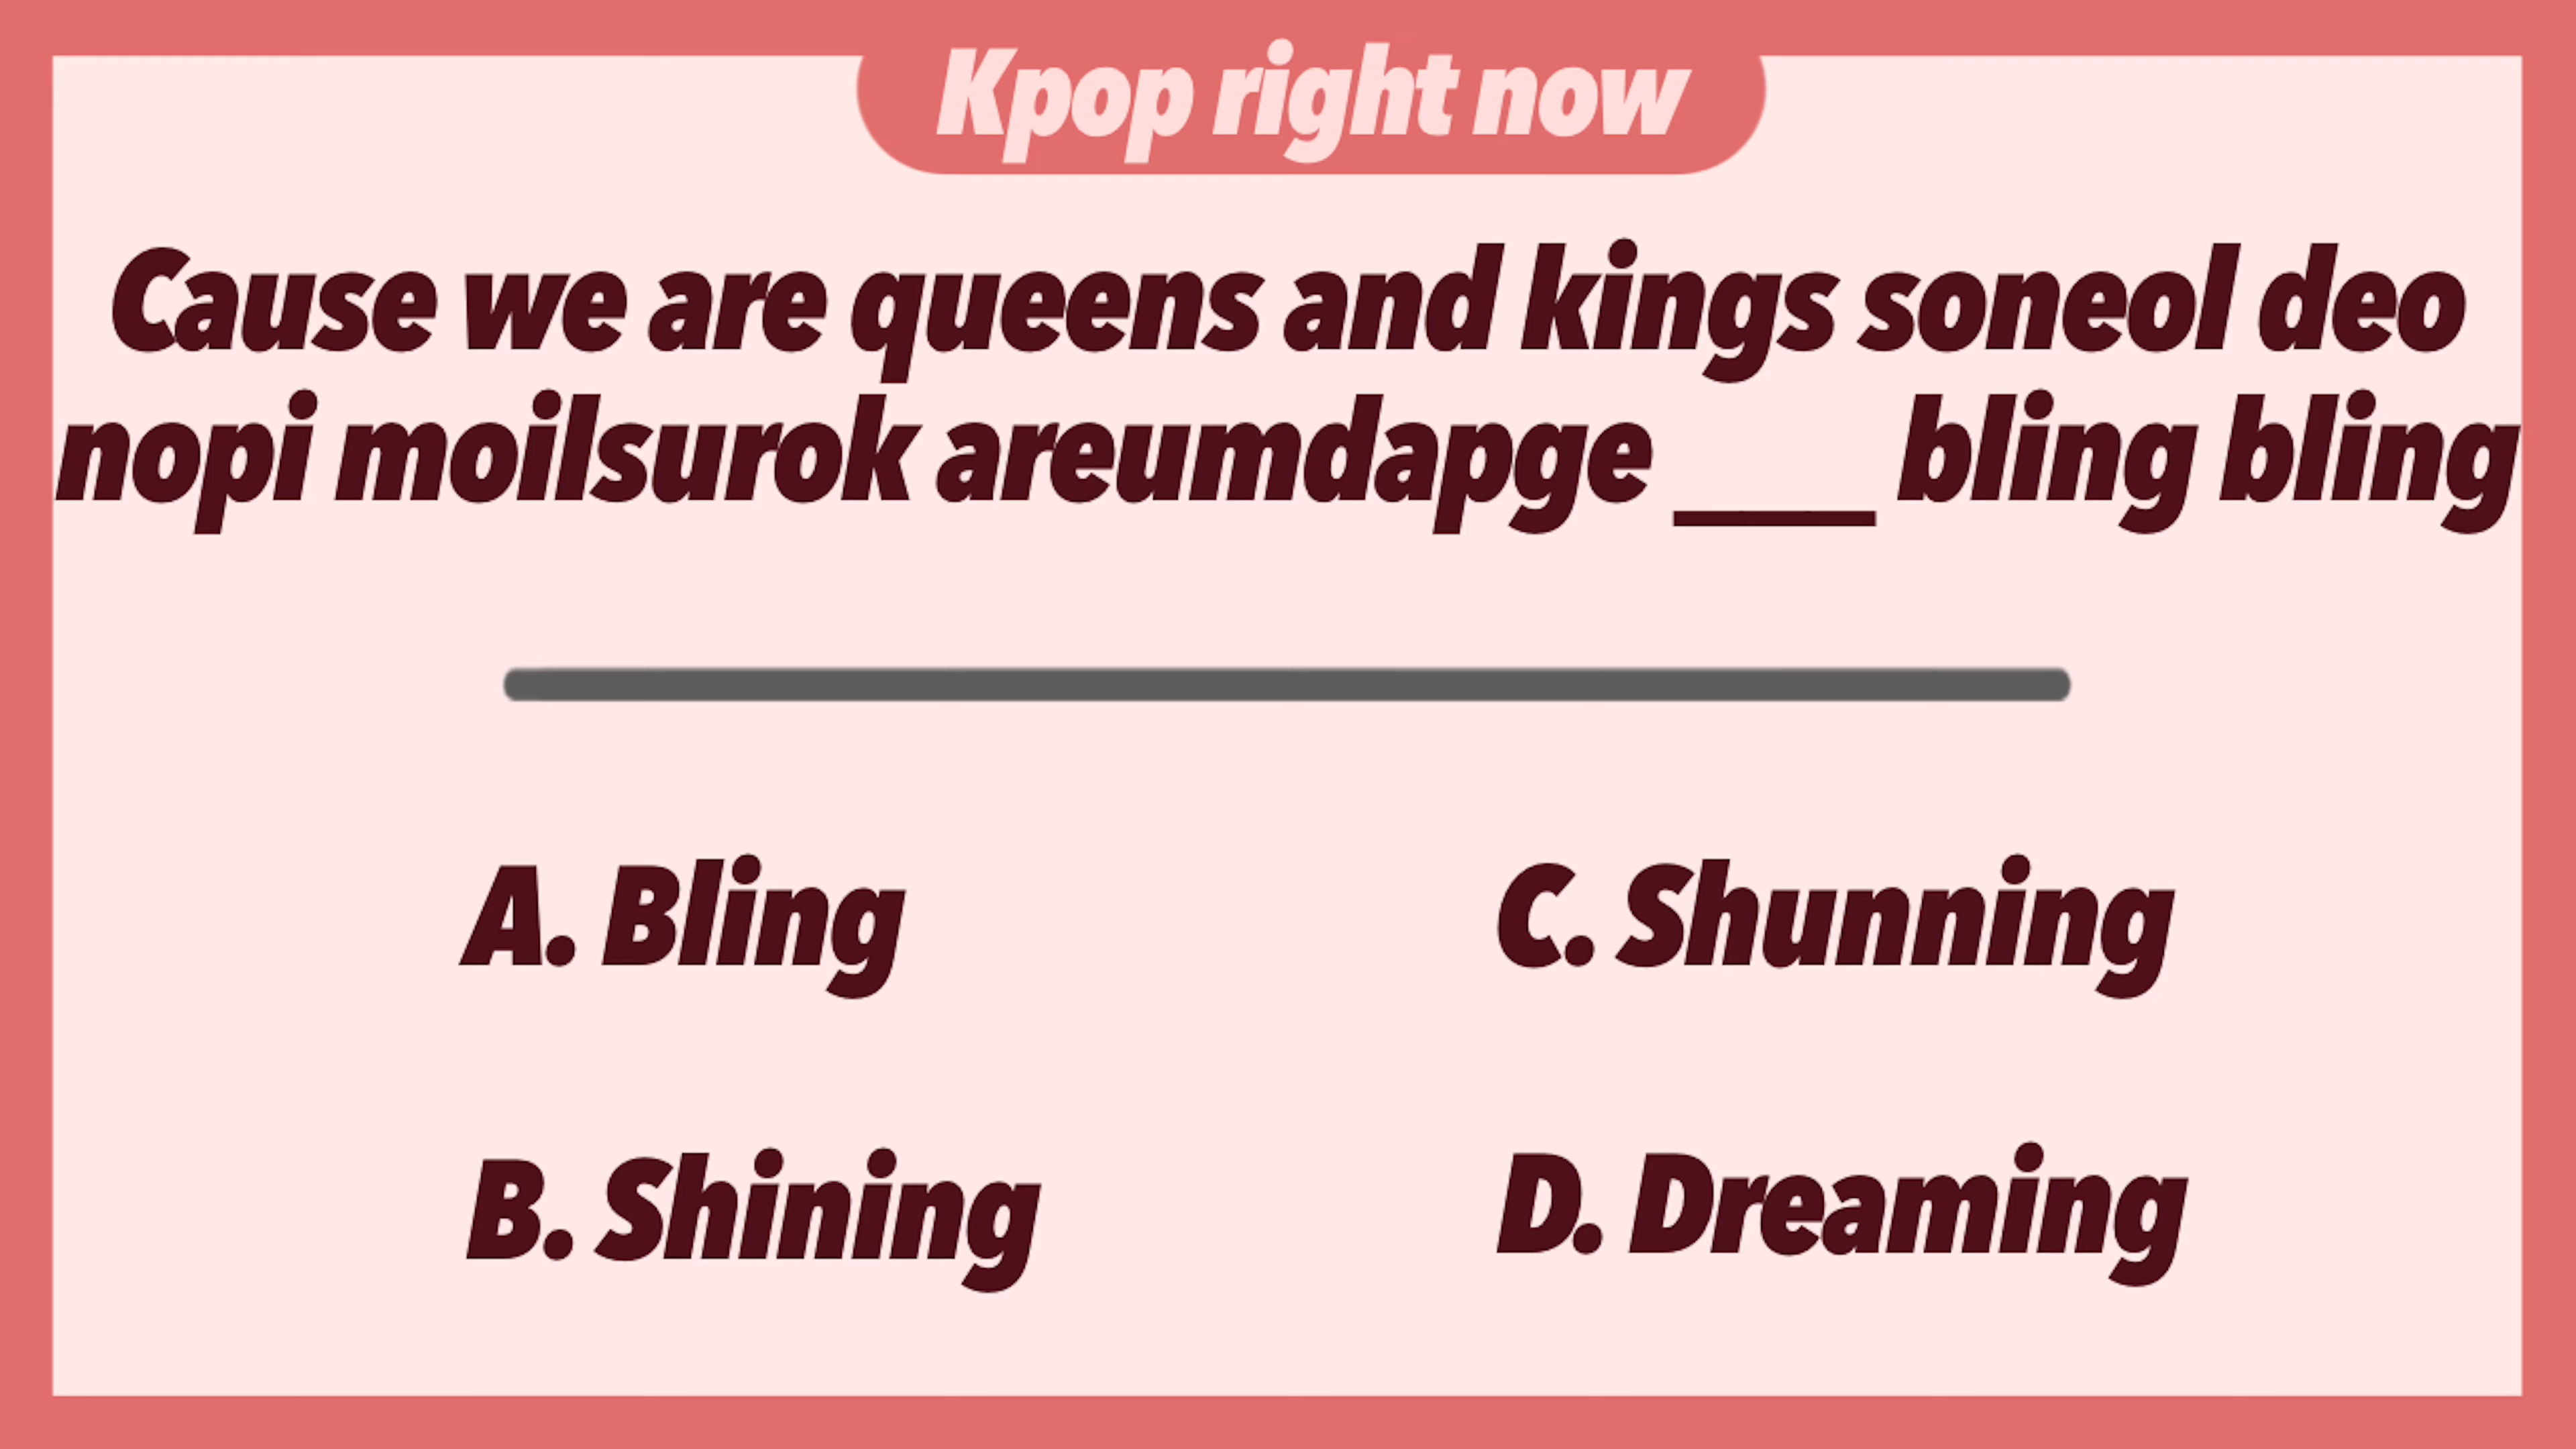 Kpop right now
Cause we are queens and kings soneol deo
nopi moilsurok areumdapge ___ bling bling
A. Bling
C. Shunning
B. Shining
D. Dreaming